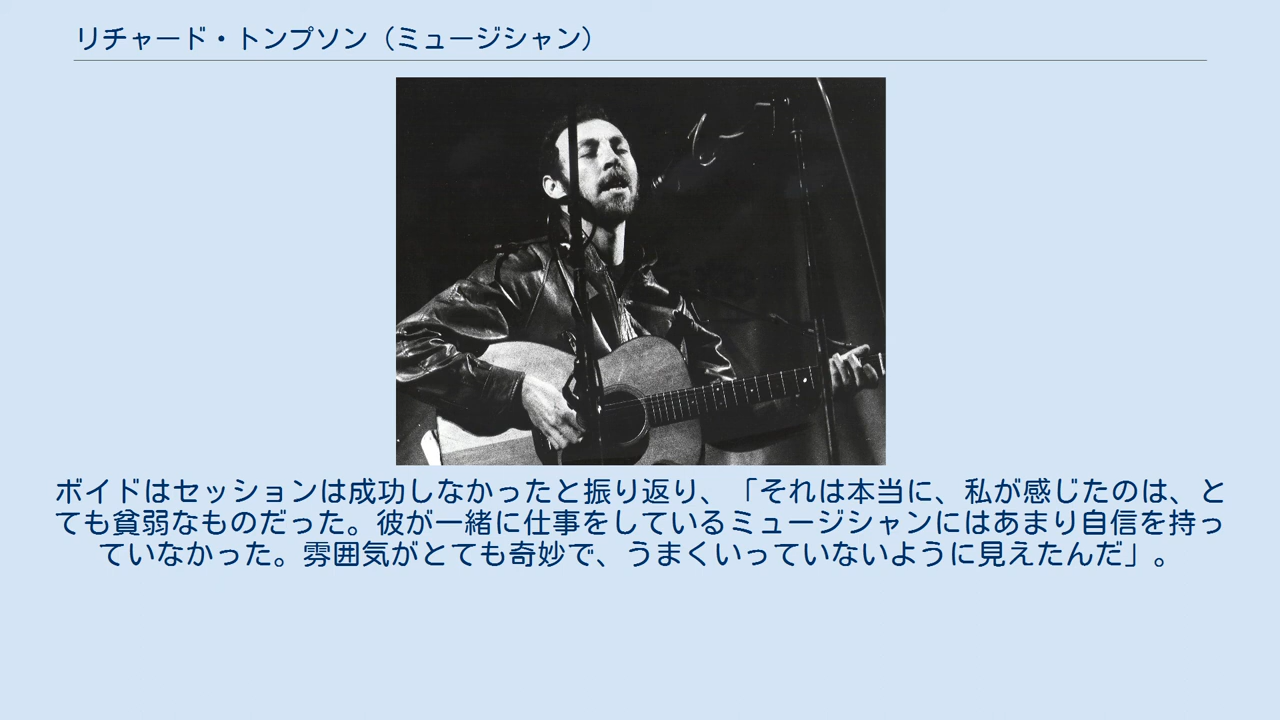 リチャード・トンプソン（ミュージシャン）
ボイドはセッションは成功しなかったと振り返り、「それは本当に、私が感じたのは、と
ても貧弱なものだった。彼が一緒に仕事をしているミュージシャンにはあまり自信を持っ
ていなかった。雰囲気がとても奇妙で、うまくいっていないように見えたんだ」。